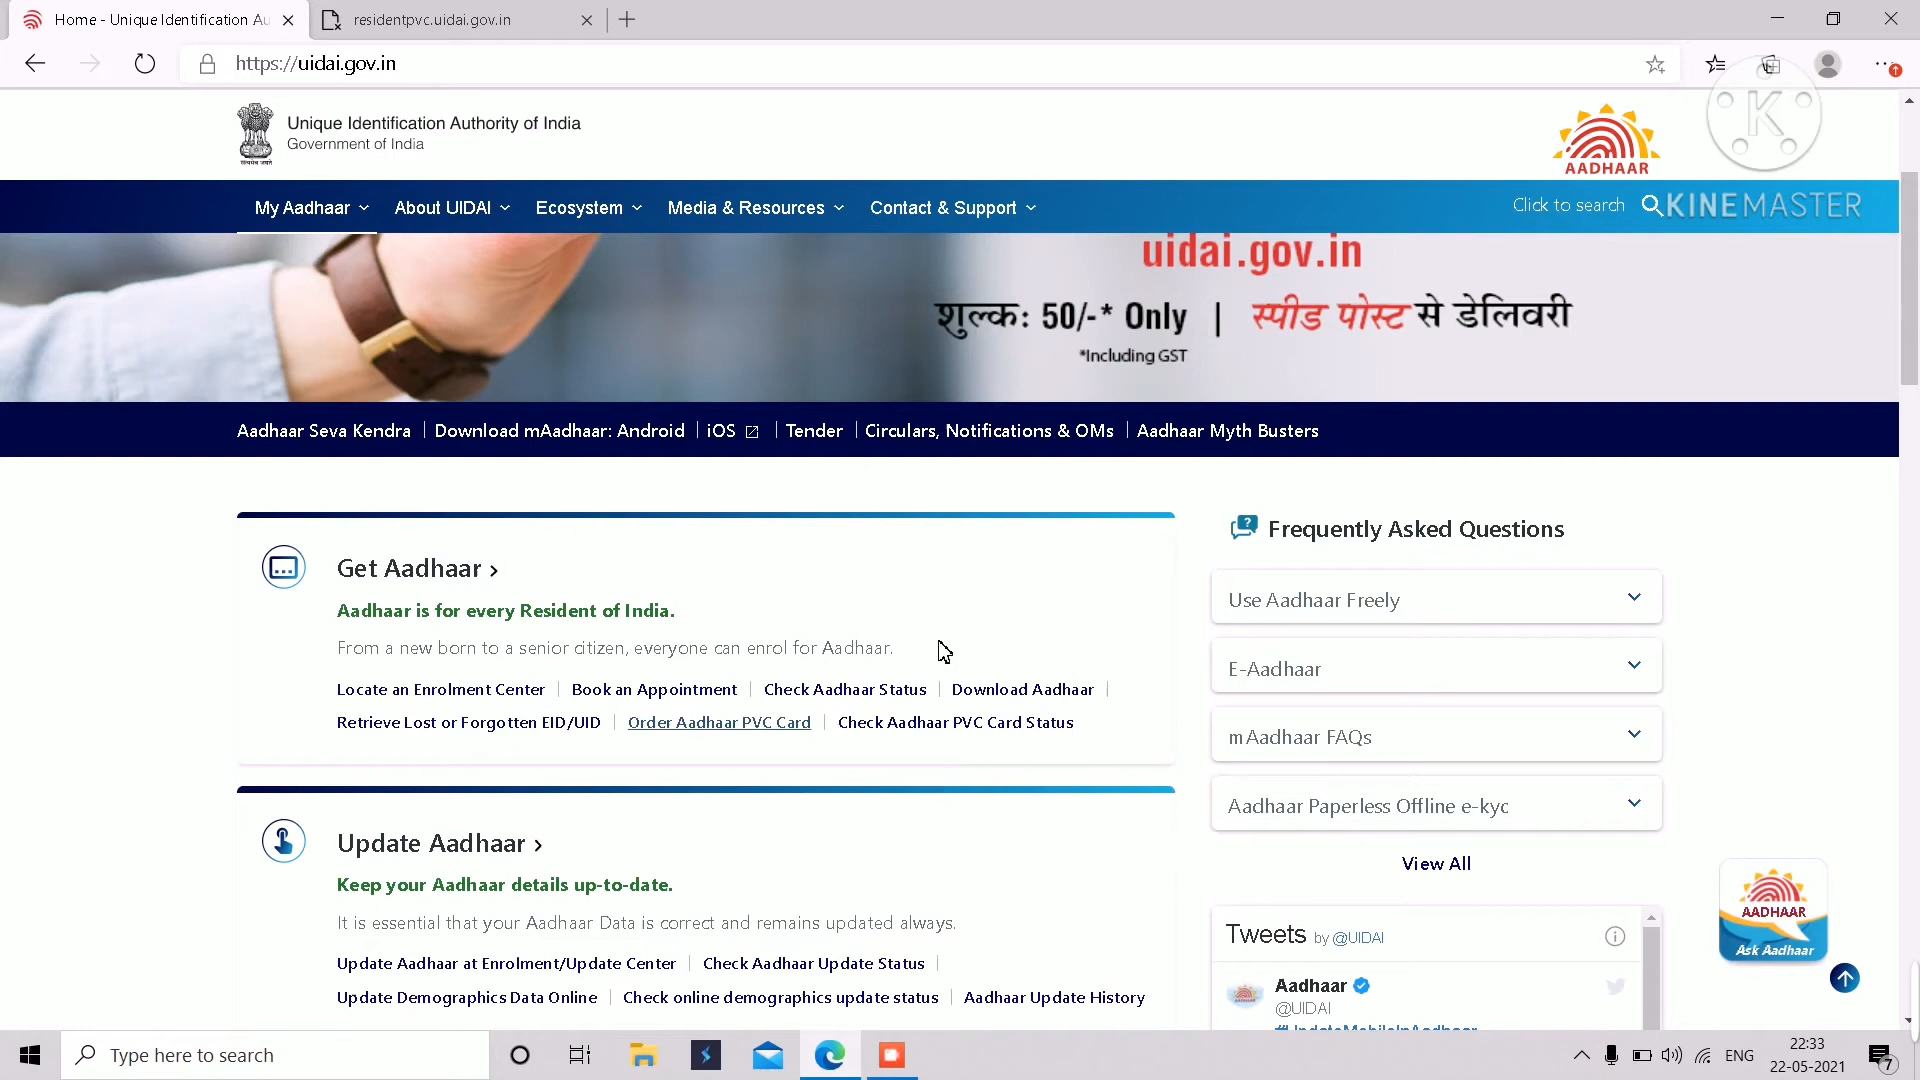 Home - Unique Identification Au
residentpvc.uidai.gov.in
https://uidai.gov.in
Unique Identification Authority of India
Government of India
सत्यमेव जयते
AADHAAR
K
My Aadhaar
About UIDAI
Ecosystem
Media & Resources
Contact & Support
Click to search
KINEMASTER
uidai.gov.in
शुल्क: 50/-* Only | स्पीड पोस्ट से डेलिवरी
*Including GST
Aadhaar Seva Kendra
Download mAadhaar: Android
iOS
Tender
Circulars, Notifications & OMs
Aadhaar Myth Busters
Get Aadhaar ›
Aadhaar is for every Resident of India.
From a new born to a senior citizen, everyone can enrol for Aadhaar.
Locate an Enrolment Center | Book an Appointment | Check Aadhaar Status | Download Aadhaar |
Retrieve Lost or Forgotten EID/UID | Order Aadhaar PVC Card | Check Aadhaar PVC Card Status
Update Aadhaar ›
Keep your Aadhaar details up-to-date.
It is essential that your Aadhaar Data is correct and remains updated always.
Update Aadhaar at Enrolment/Update Center | Check Aadhaar Update Status |
Update Demographics Data Online | Check online demographics update status | Aadhaar Update History
Frequently Asked Questions
Use Aadhaar Freely
E-Aadhaar
mAadhaar FAQs
Aadhaar Paperless Offline e-kyc
View All
Tweets by @UIDAI
Aadhaar
@UIDAI
#UpdateMobileInAadhaar
AADHAAR
Ask Aadhaar
Type here to search
ENG
22:33
22-05-2021
7